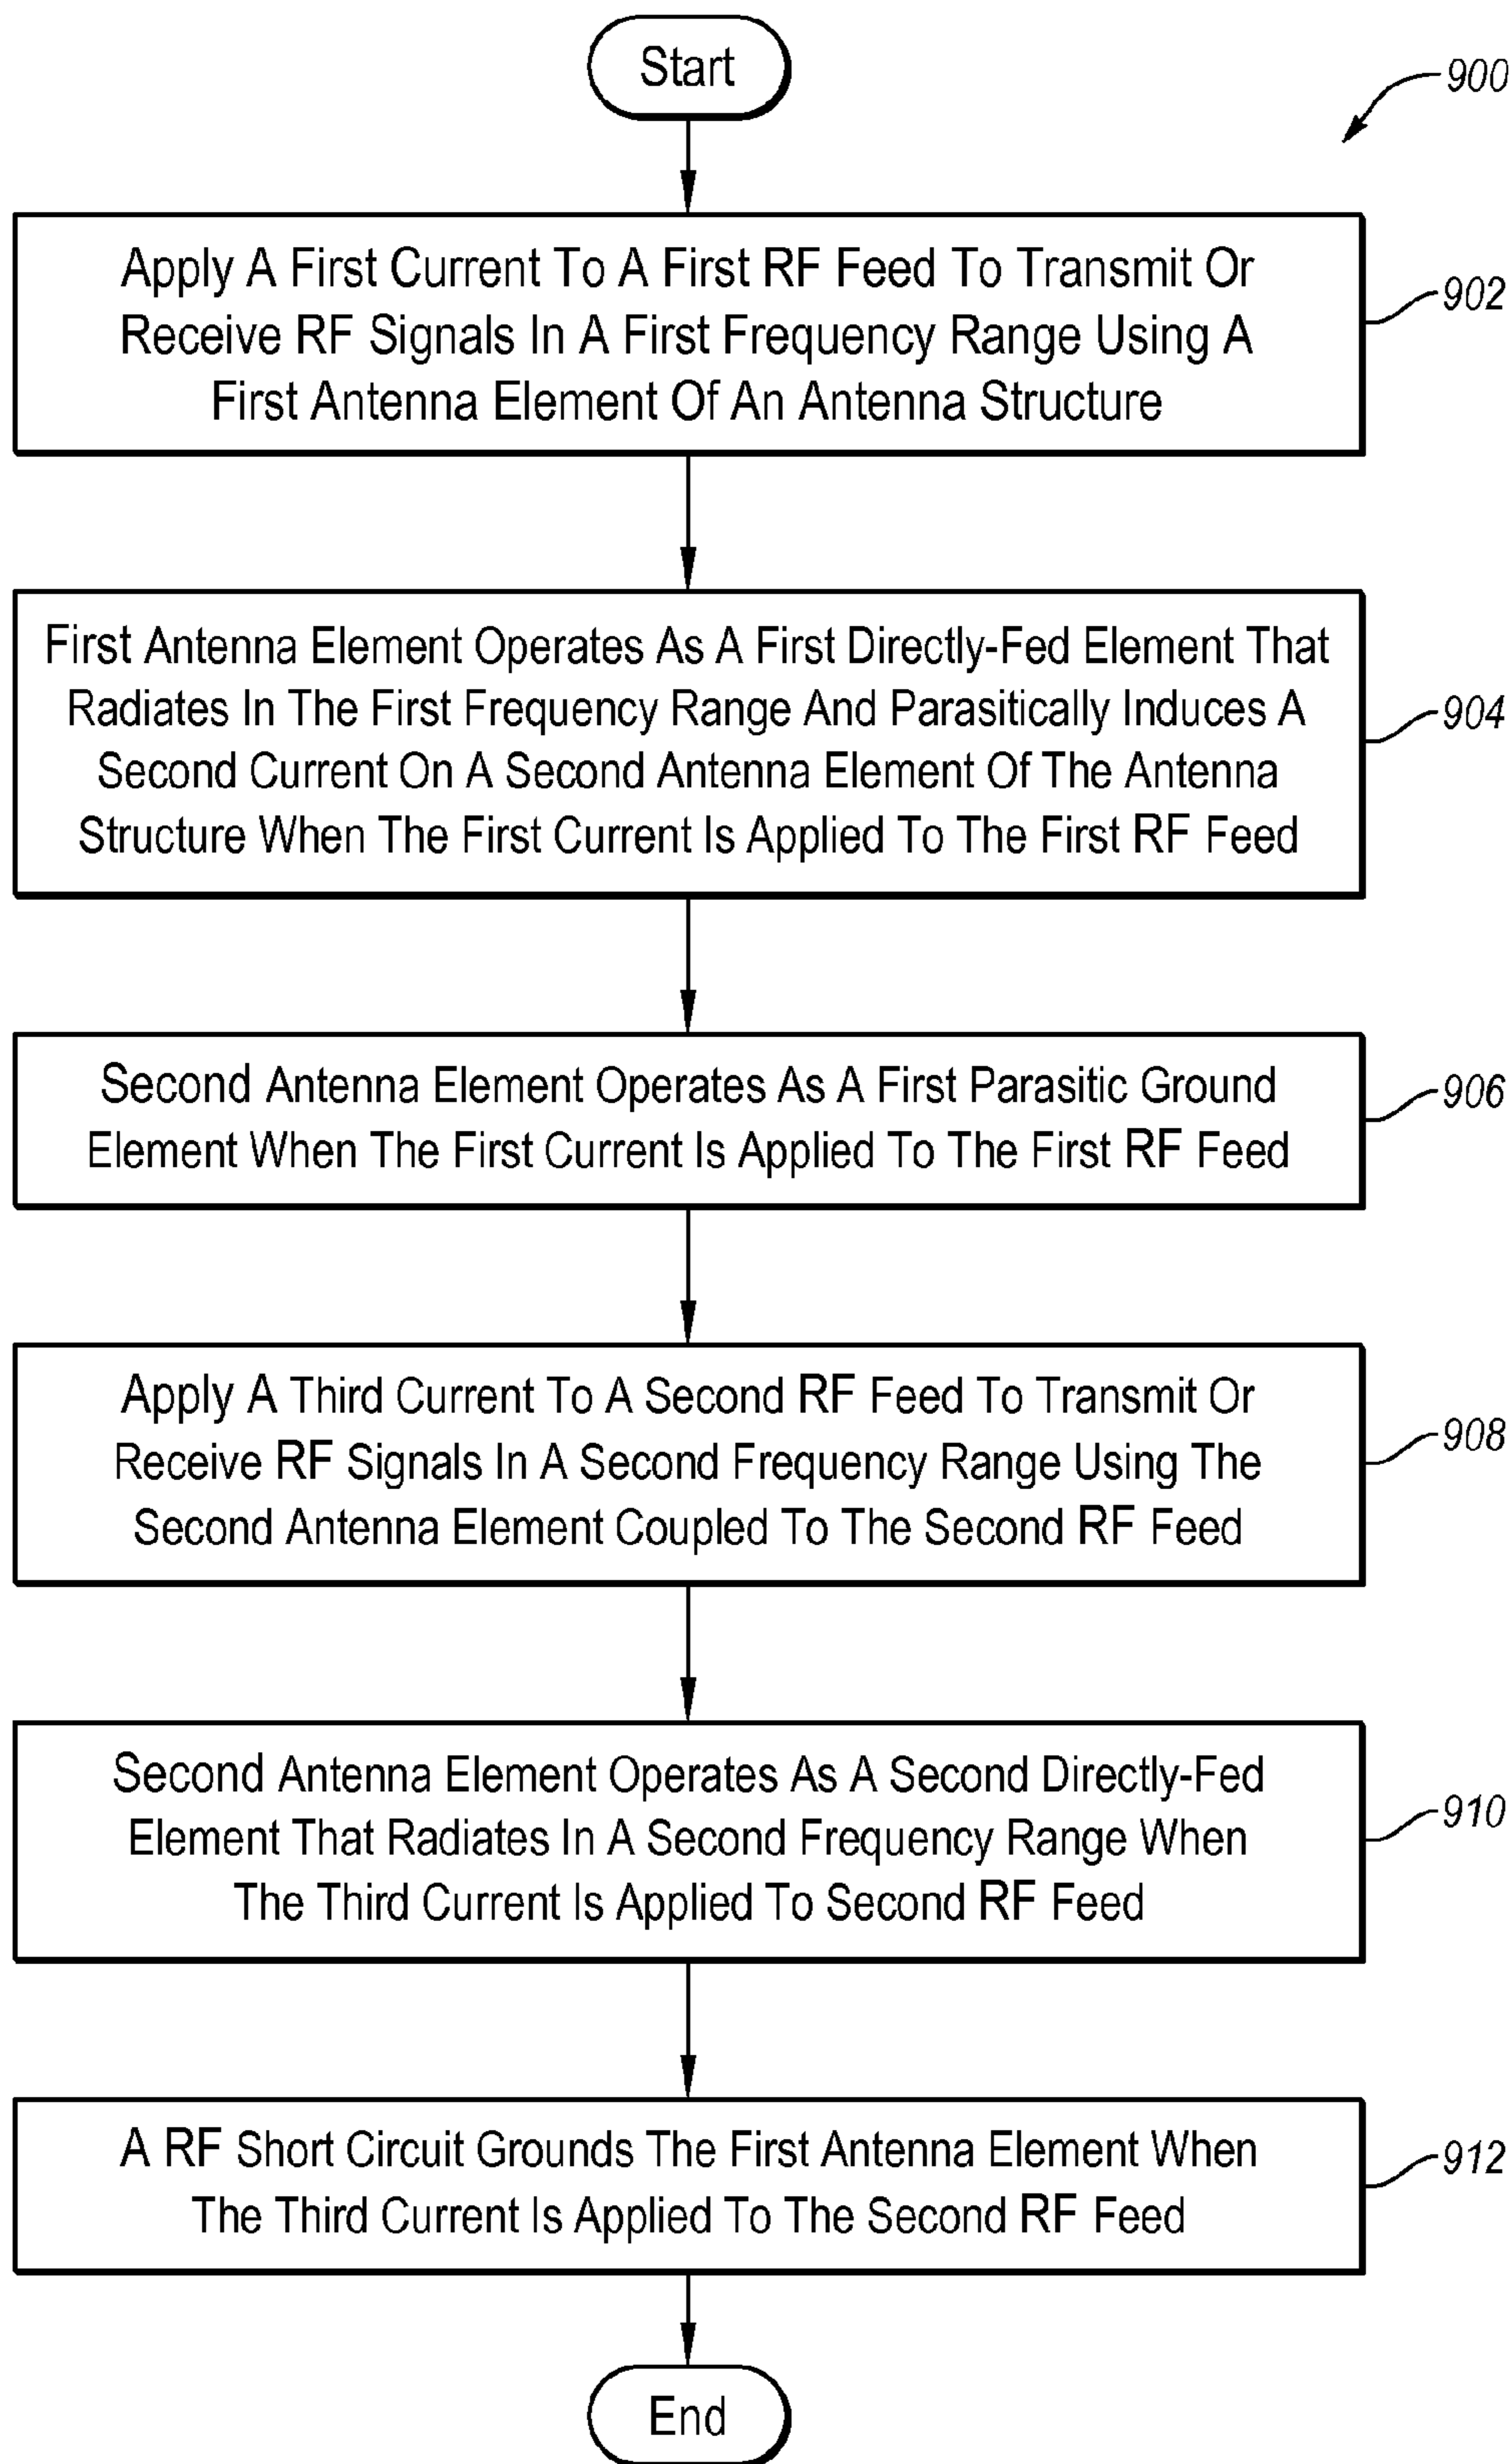 Start
900
Apply A First Current To A First RF Feed To Transmit Or
Receive RF Signals In A First Frequency Range Using A
First Antenna Element Of An Antenna Structure
902
First Antenna Element Operates As A First Directly-Fed Element That
Radiates In The First Frequency Range And Parasitically Induces A
Second Current On A Second Antenna Element Of The Antenna
Structure When The First Current Is Applied To The First RF Feed
904
Second Antenna Element Operates As A First Parasitic Ground
Element When The First Current Is Applied To The First RF Feed
906
Apply A Third Current To A Second RF Feed To Transmit Or
Receive RF Signals In A Second Frequency Range Using The
Second Antenna Element Coupled To The Second RF Feed
908
Second Antenna Element Operates As A Second Directly-Fed
Element That Radiates In A Second Frequency Range When
The Third Current Is Applied To Second RF Feed
910
A RF Short Circuit Grounds The First Antenna Element When
The Third Current Is Applied To The Second RF Feed
912
End